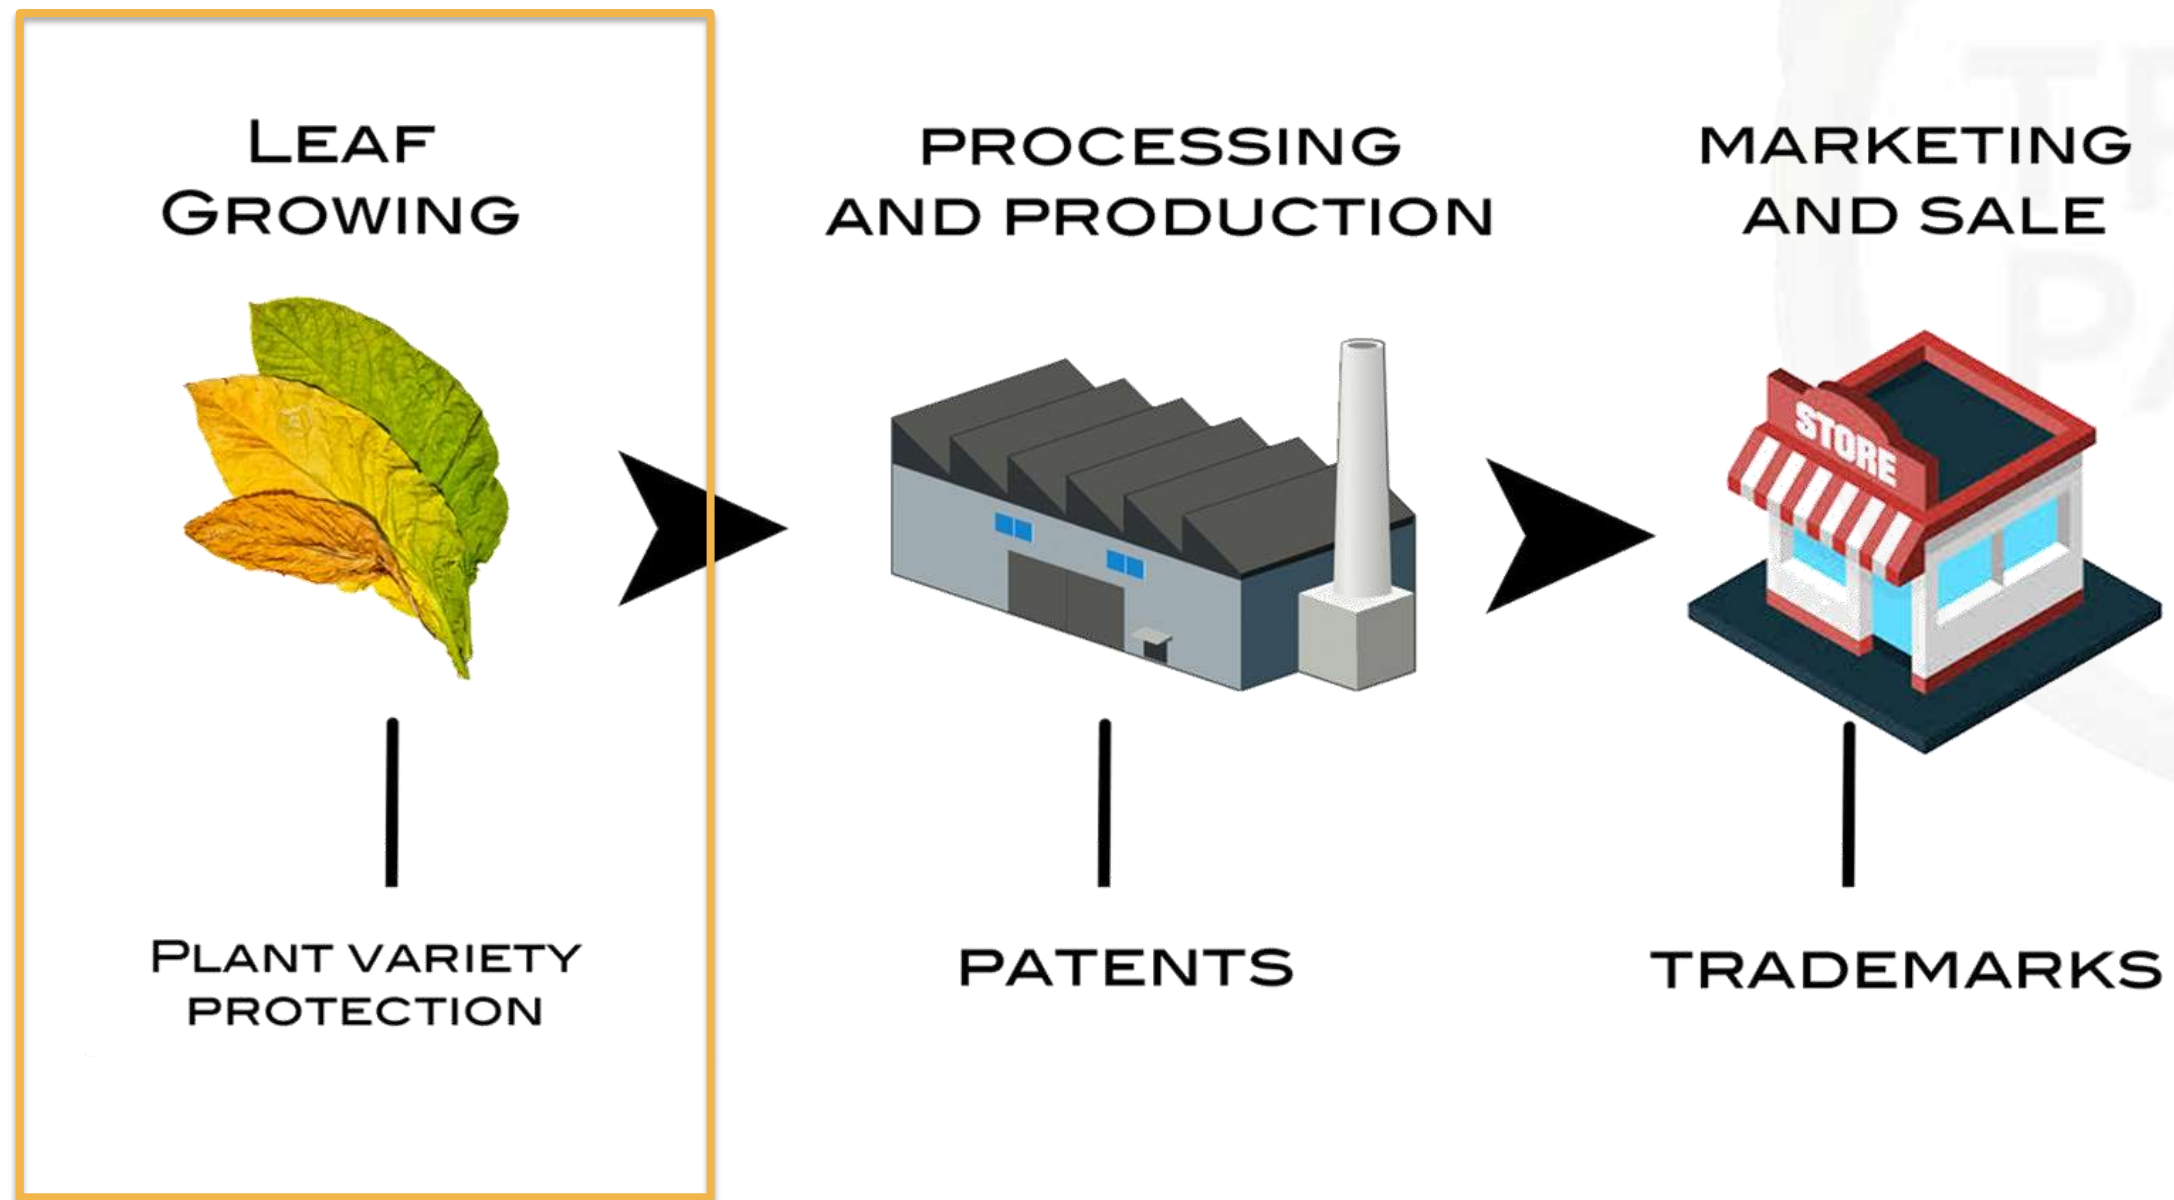 LEAF
GROWING
PROCESSING
AND PRODUCTION
MARKETING
AND SALE
STORE
PLANT VARIETY
PROTECTION
PATENTS
TRADEMARKS